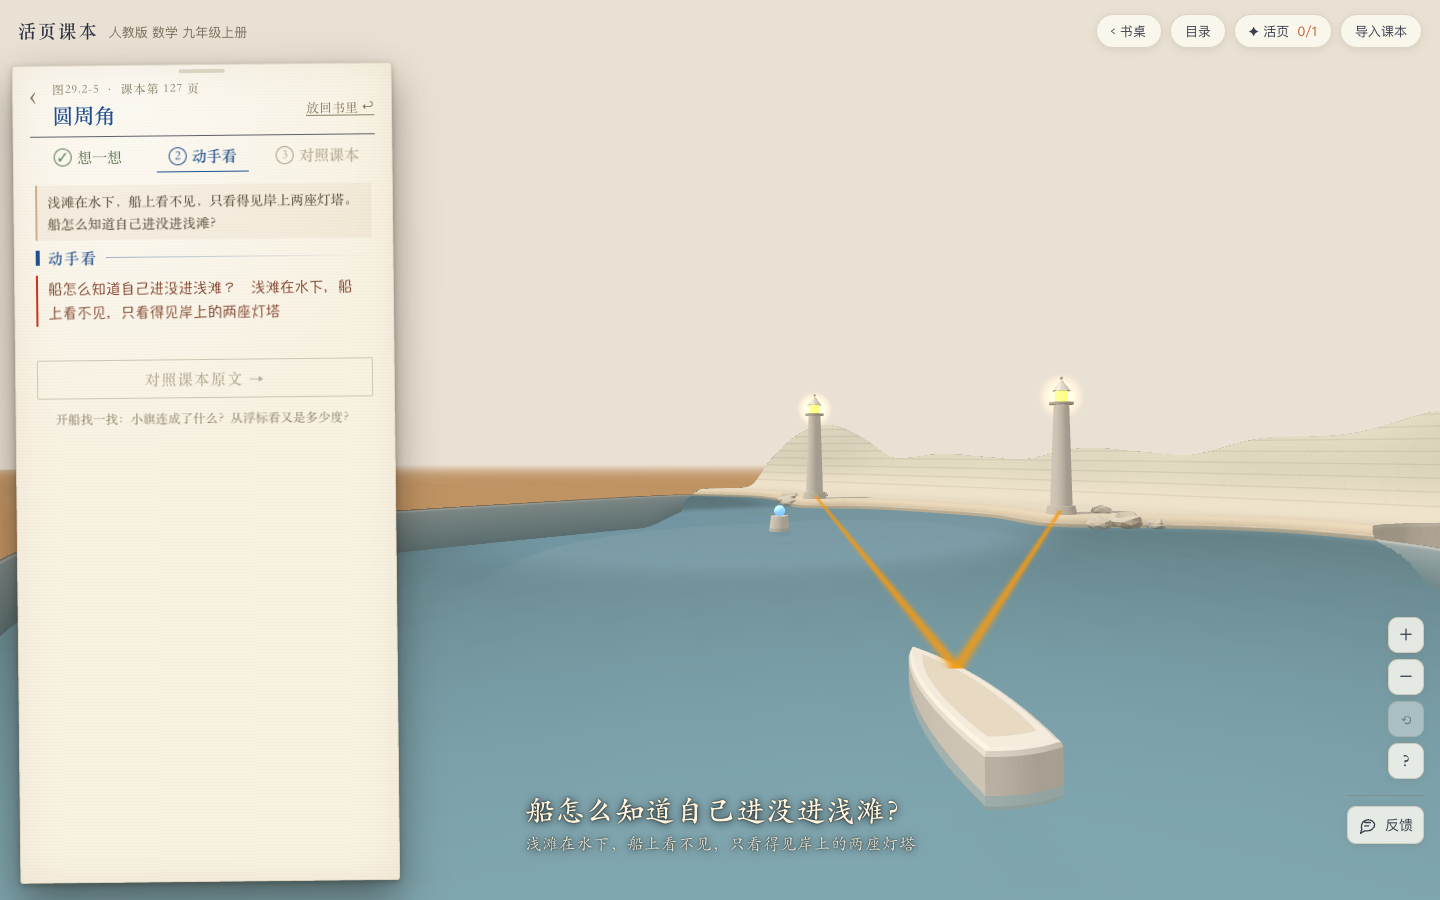 活页课本 人教版 数学 九年级上册
‹ 书桌
目录
✦ 活页 0/1
导入课本
‹
图29.2-5 · 课本第 127 页
圆周角
放回书里 ↩
✓ 想一想
2 动手看
3 对照课本
浅滩在水下，船上看不见，只看得见岸上两座灯塔。
船怎么知道自己进没进浅滩？
动手看
船怎么知道自己进没进浅滩？ 浅滩在水下，船
上看不见，只看得见岸上的两座灯塔
对照课本原文 →
开船找一找：小旗连成了什么？从浮标看又是多少度？
+
−
⟲
?
反馈
船怎么知道自己进没进浅滩?
浅滩在水下，船上看不见，只看得见岸上的两座灯塔